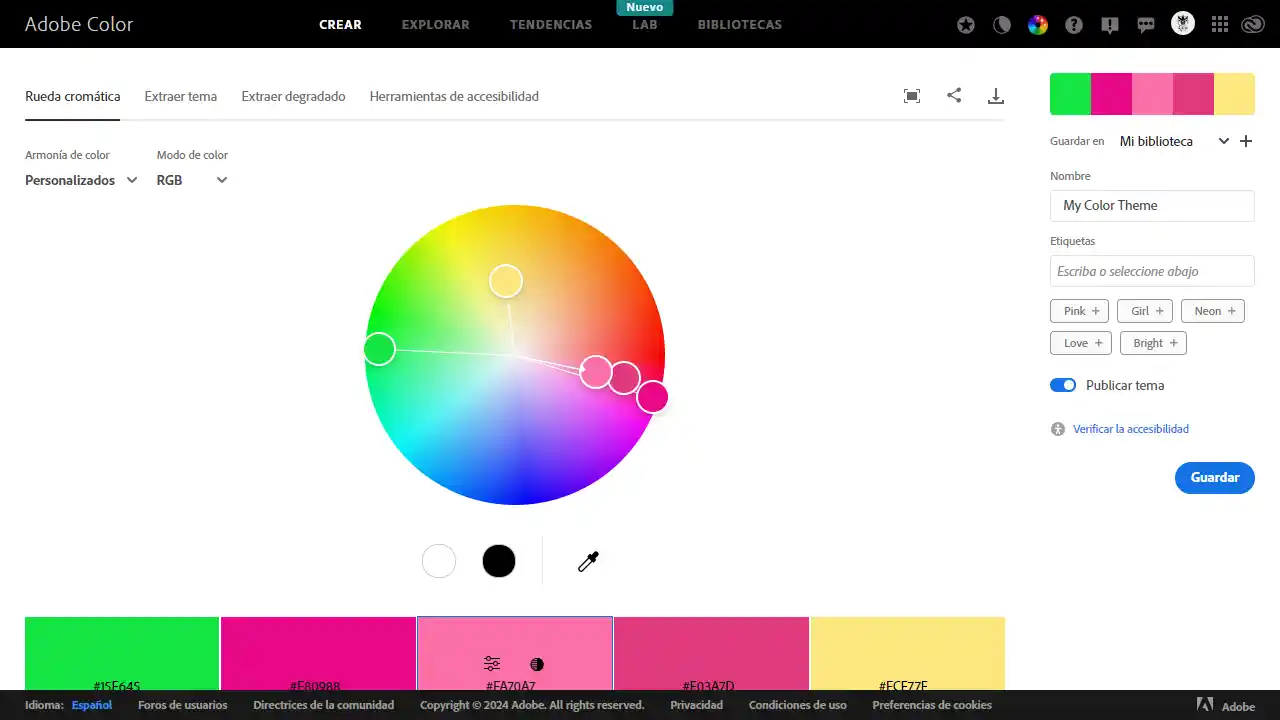 Nuevo
Adobe Color CREAR EXPLORAR TENDENCIAS LAB BIBLIOTECAS
Rueda cromática Extraer tema Extraer degradado Herramientas de accesibilidad
Armonía de color Modo de color
Personalizados RGB
Guardar en Mi biblioteca
Nombre
My Color Theme
Etiquetas
Escriba o seleccione abajo
Pink + Girl + Neon +
Love + Bright +
Publicar tema
Verificar la accesibilidad
Guardar
#15E645 #E80988 #FA70A7 #E03A7D #FCE77E
Idioma: Español Foros de usuarios Directrices de la comunidad Copyright © 2024 Adobe. All rights reserved. Privacidad Condiciones de uso Preferencias de cookies Adobe